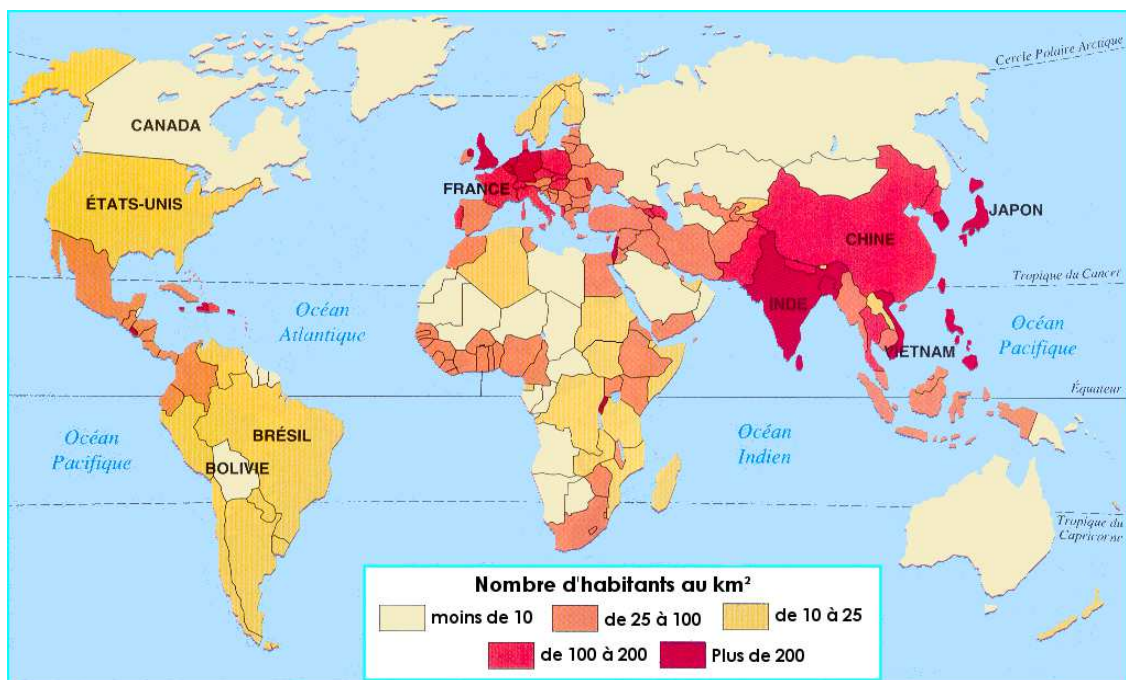 Cercle Polaire Arctique
CANADA
FRANCE
ÉTATS-UNIS
JAPON
CHINE
Tropique du Cancer
Océan
Atlantique
INDE
Océan
Pacifique
VIETNAM
Équateur
Océan
Pacifique
BRÉSIL
BOLIVIE
Océan
Indien
Tropique du
Capricorne
Nombre d'habitants au km²
moins de 10
de 25 à 100
de 10 à 25
de 100 à 200
Plus de 200